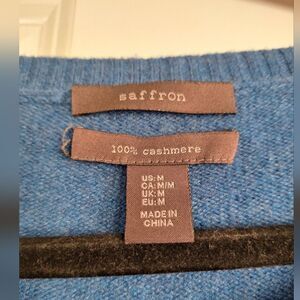 saffron
100% cashmere
US:M
CA:M/M
UK:M
EU:M
MADE IN
CHINA